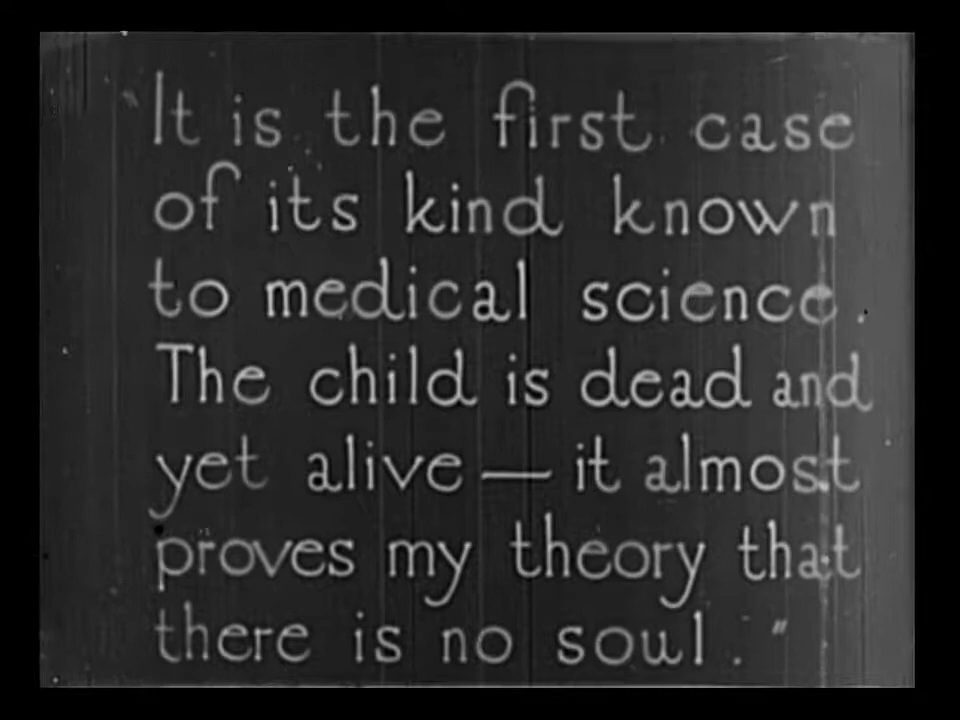 It is the first case
of its kind known
to medical science.
The child is dead and
yet alive — it almost
proves my theory that
there is no soul."